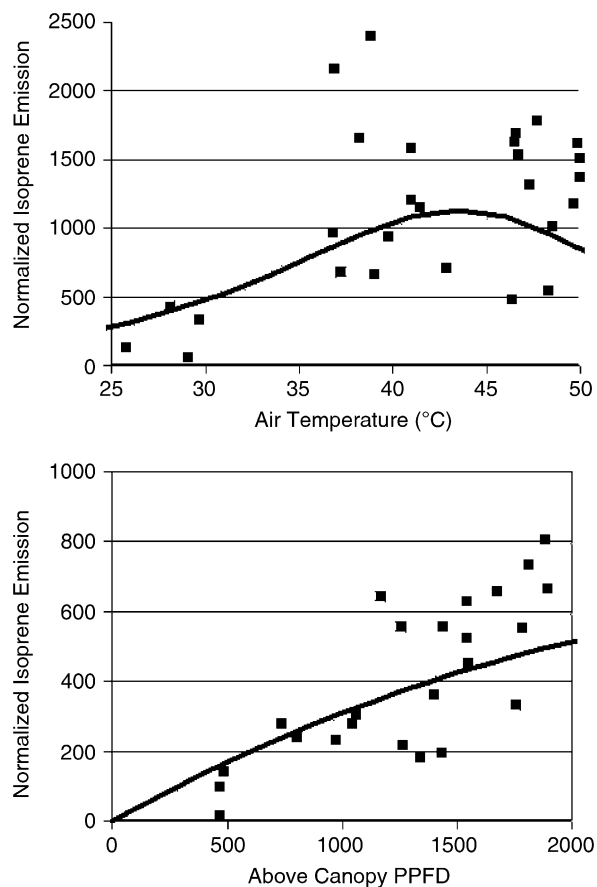 2500
2000
1500
1000
500
0
Normalized Isoprene Emission
25 30 35 40 45 50
Air Temperature (°C)
1000
800
600
400
200
0
Normalized Isoprene Emission
0 500 1000 1500 2000
Above Canopy PPFD